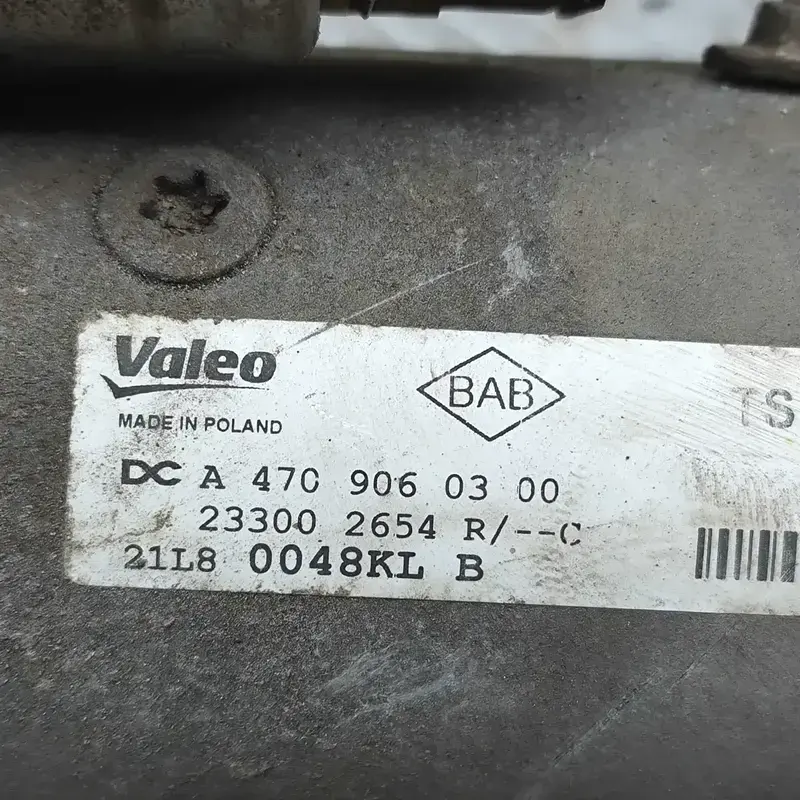 Valeo
BAB
TS
MADE IN POLAND
DC A 470 906 03 00
23300 2654 R/--C
21L8 0048KL B